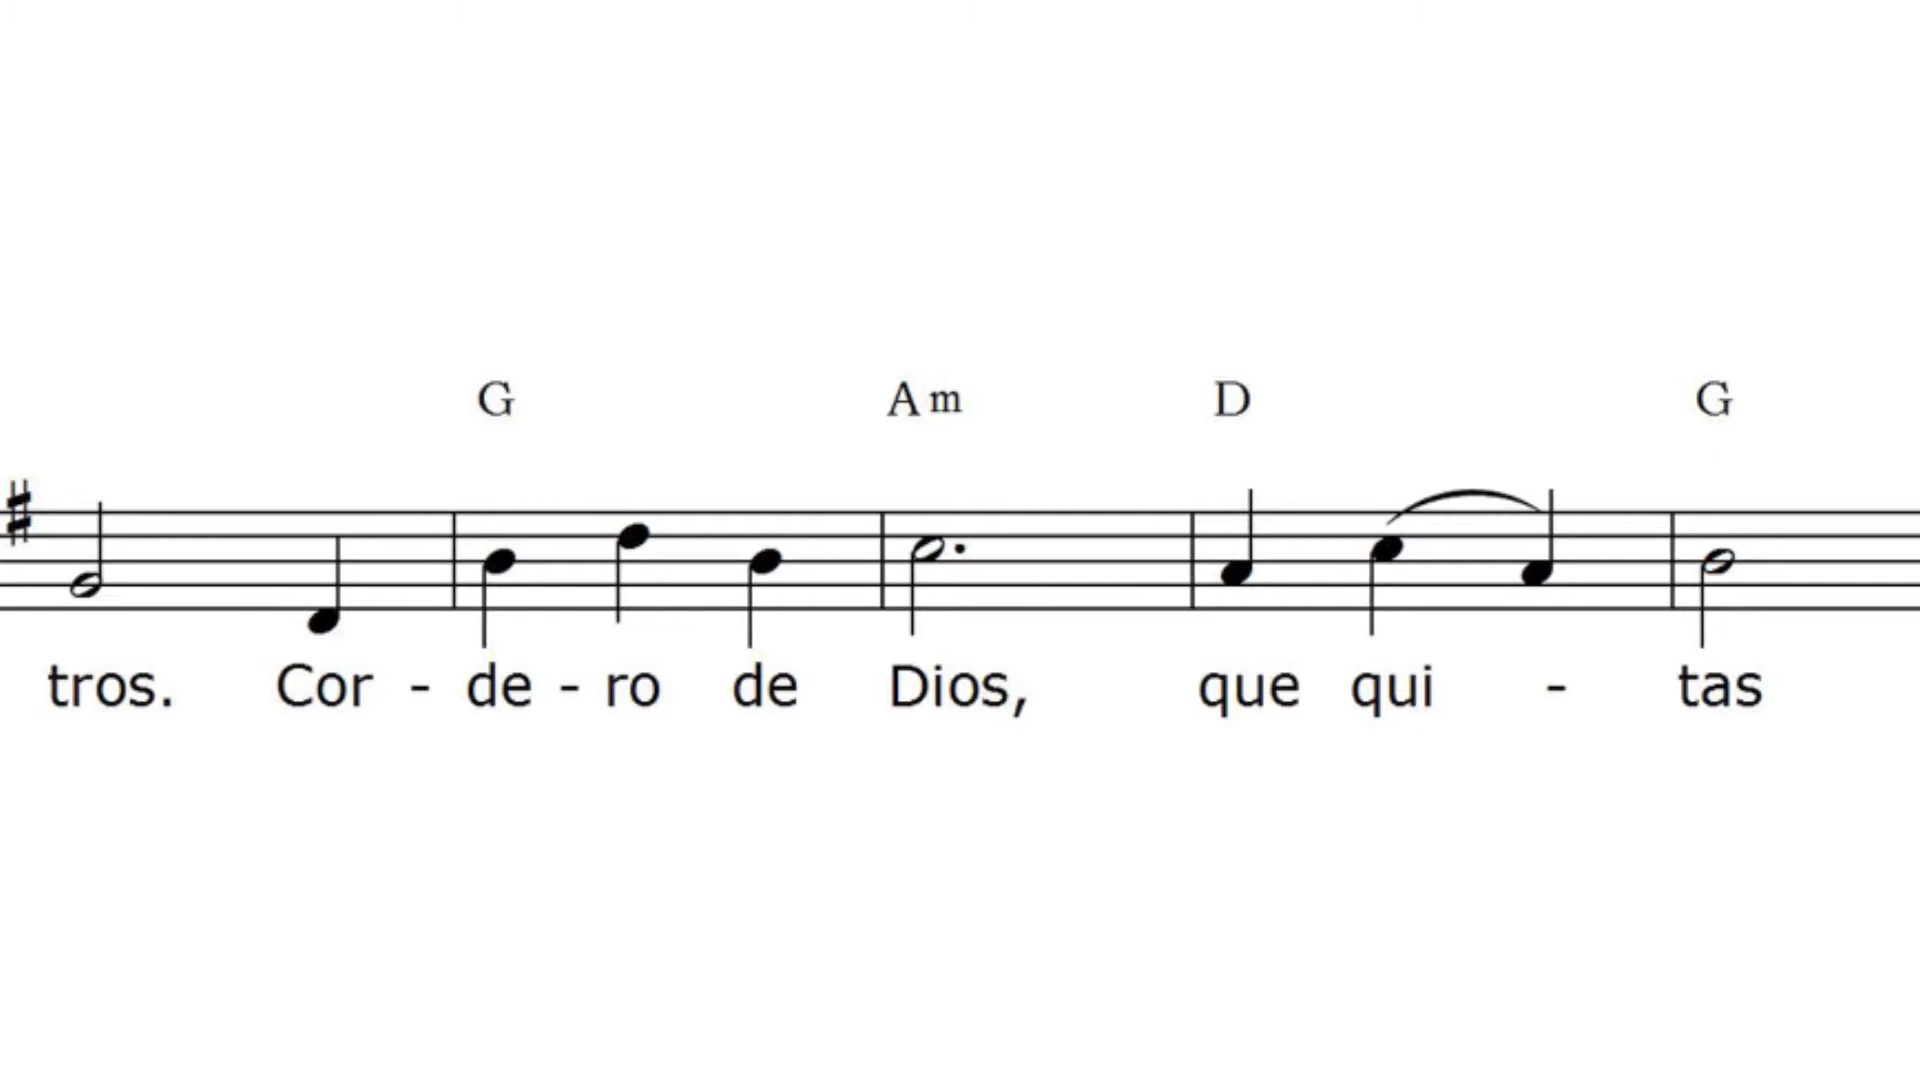 G Am D G
tros. Cor - de - ro de Dios, que qui - tas